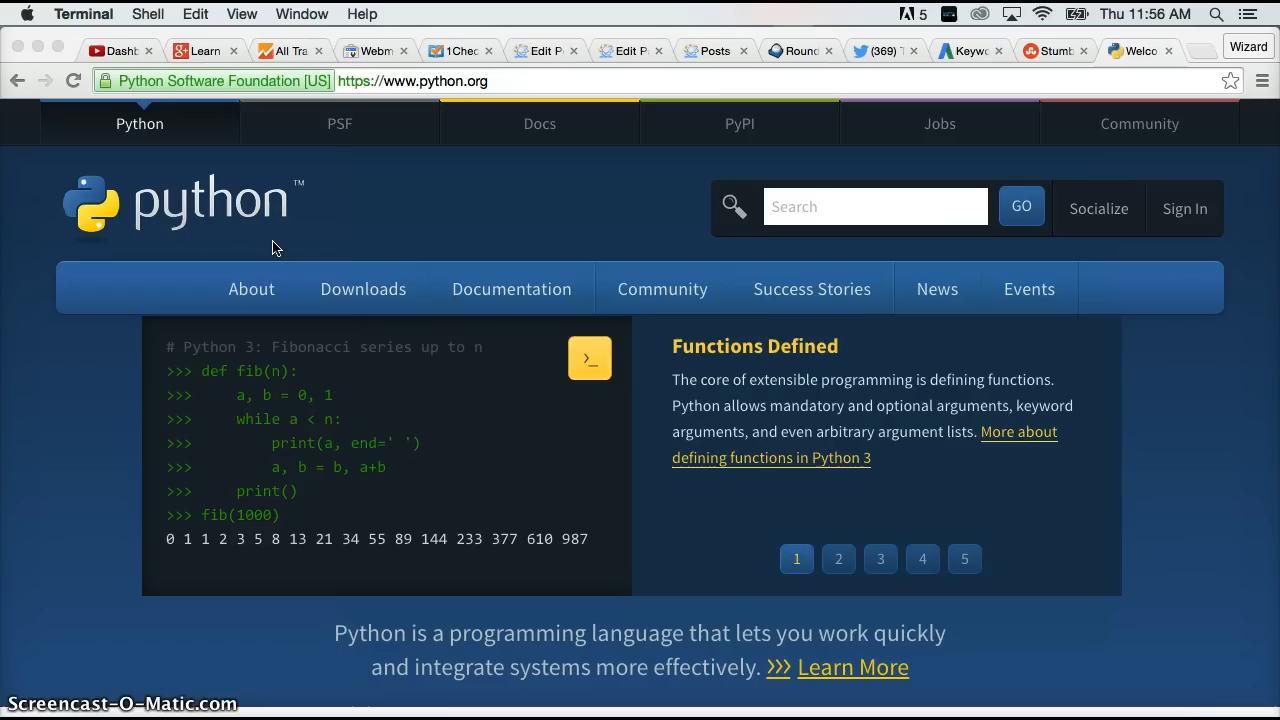 Terminal Shell Edit View Window Help 5 Thu 11:56 AM
Dashb Learn All Tra Webm 1Chec Edit P Edit P Posts Round (369) T Keywo Stumb Welco Wizard
Python Software Foundation [US] https://www.python.org
Python PSF Docs PyPI Jobs Community
python™
Search GO Socialize Sign In
About Downloads Documentation Community Success Stories News Events
# Python 3: Fibonacci series up to n
>>> def fib(n):
>>>     a, b = 0, 1
>>>     while a < n:
>>>         print(a, end=' ')
>>>         a, b = b, a+b
>>>     print()
>>> fib(1000)
0 1 1 2 3 5 8 13 21 34 55 89 144 233 377 610 987
>_
Functions Defined
The core of extensible programming is defining functions.
Python allows mandatory and optional arguments, keyword
arguments, and even arbitrary argument lists. More about
defining functions in Python 3
1 2 3 4 5
Python is a programming language that lets you work quickly
and integrate systems more effectively. >>> Learn More
Screencast-O-Matic.com